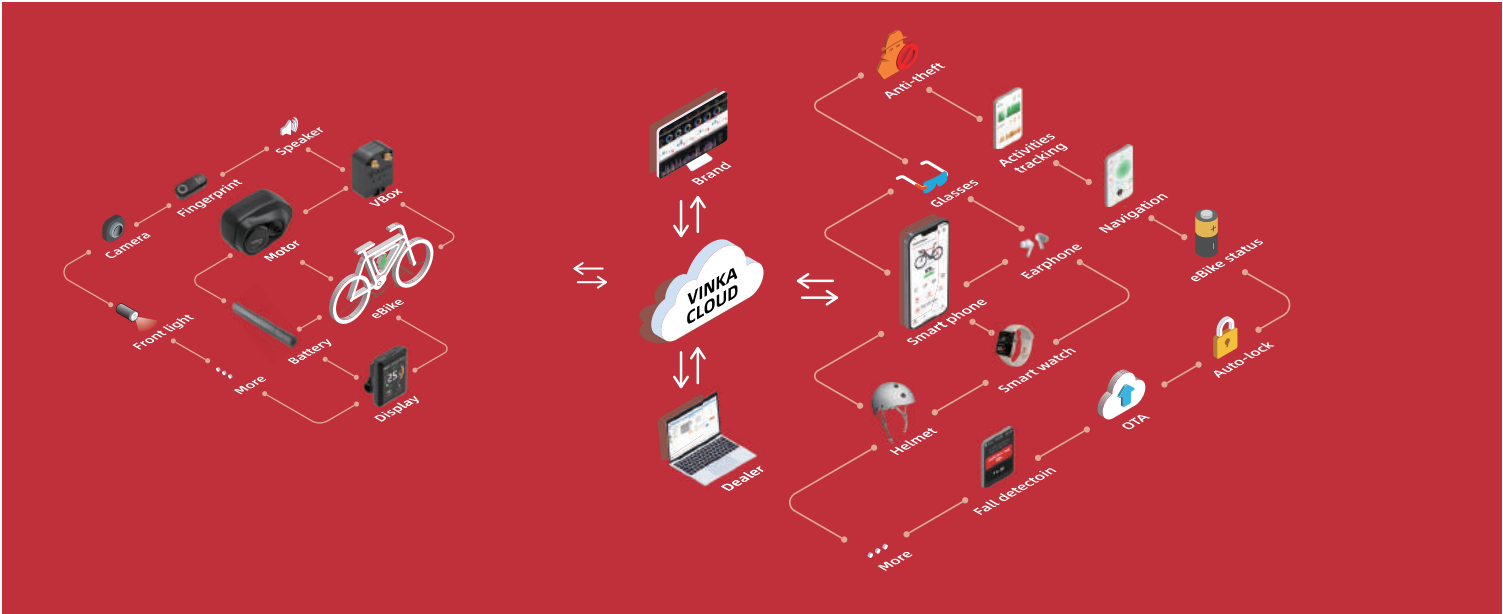 Speaker
Fingerprint
VBox
Camera
Motor
eBike
Front light
Battery
More
Display
25
Brand
VINKA
CLOUD
Dealer
Anti-theft
Activities
tracking
Glasses
Navigation
Earphone
eBike status
Smart phone
Smart watch
Auto-lock
Helmet
OTA
Fall detectoin
More